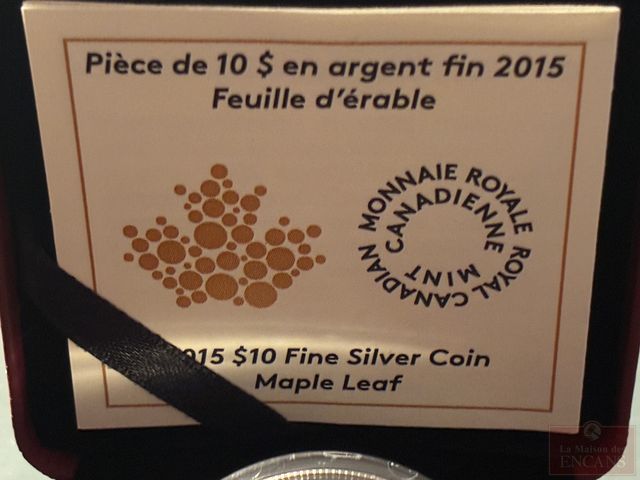 Pièce de 10 $ en argent fin 2015
Feuille d'érable
MONNAIE ROYALE CANADIENNE
ROYAL CANADIAN MINT
015 $10 Fine Silver Coin
Maple Leaf
La Maison des
ENCANS